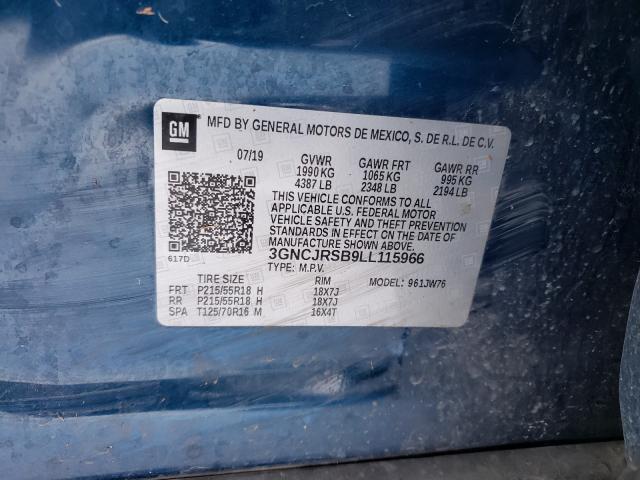 GM
MFD BY GENERAL MOTORS DE MEXICO, S. DE R.L. DE C.V.
07/19 GVWR GAWR FRT GAWR RR
1990 KG 1065 KG 995 KG
4387 LB 2348 LB 2194 LB
THIS VEHICLE CONFORMS TO ALL
APPLICABLE U.S. FEDERAL MOTOR
VEHICLE SAFETY AND THEFT PREVENTION
STANDARDS IN EFFECT ON THE DATE OF
MANUFACTURE SHOWN ABOVE.
617D 3GNCJRSB9LL115966
TYPE: M.P.V.
TIRE SIZE RIM MODEL: 961JW76
FRT P215/55R18 H 18X7J
RR P215/55R18 H 18X7J
SPA T125/70R16 M 16X4T